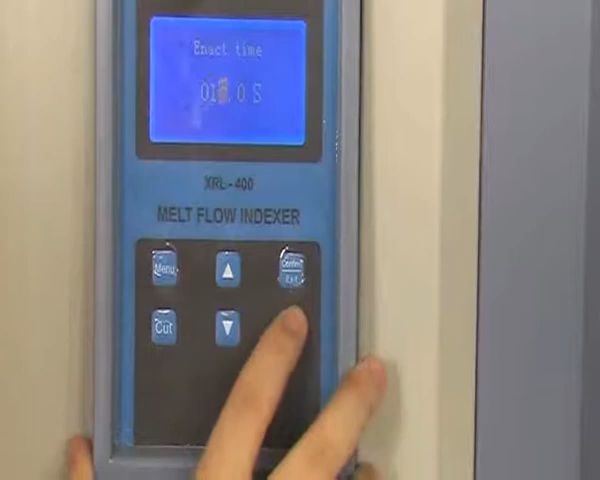 Enact time
S
XRL-400
MELT FLOW INDEXER
Menu
Cut